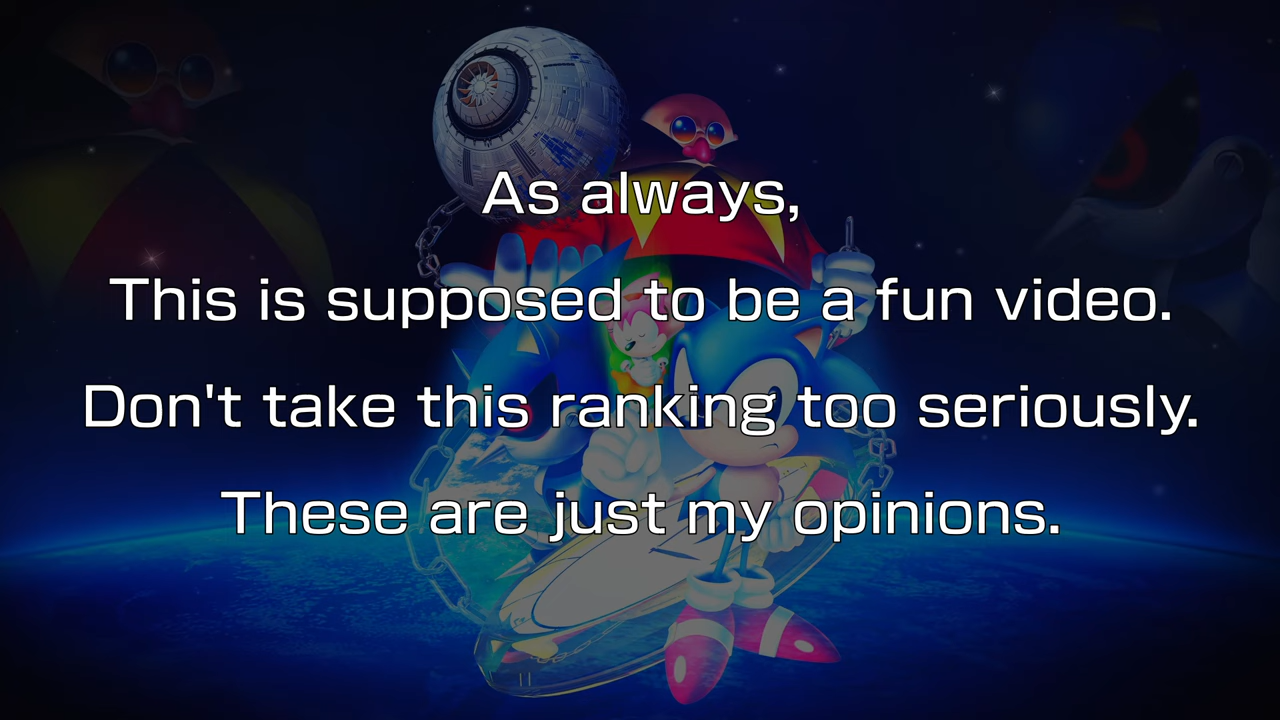 As always,
This is supposed to be a fun video.
Don't take this ranking too seriously.
These are just my opinions.